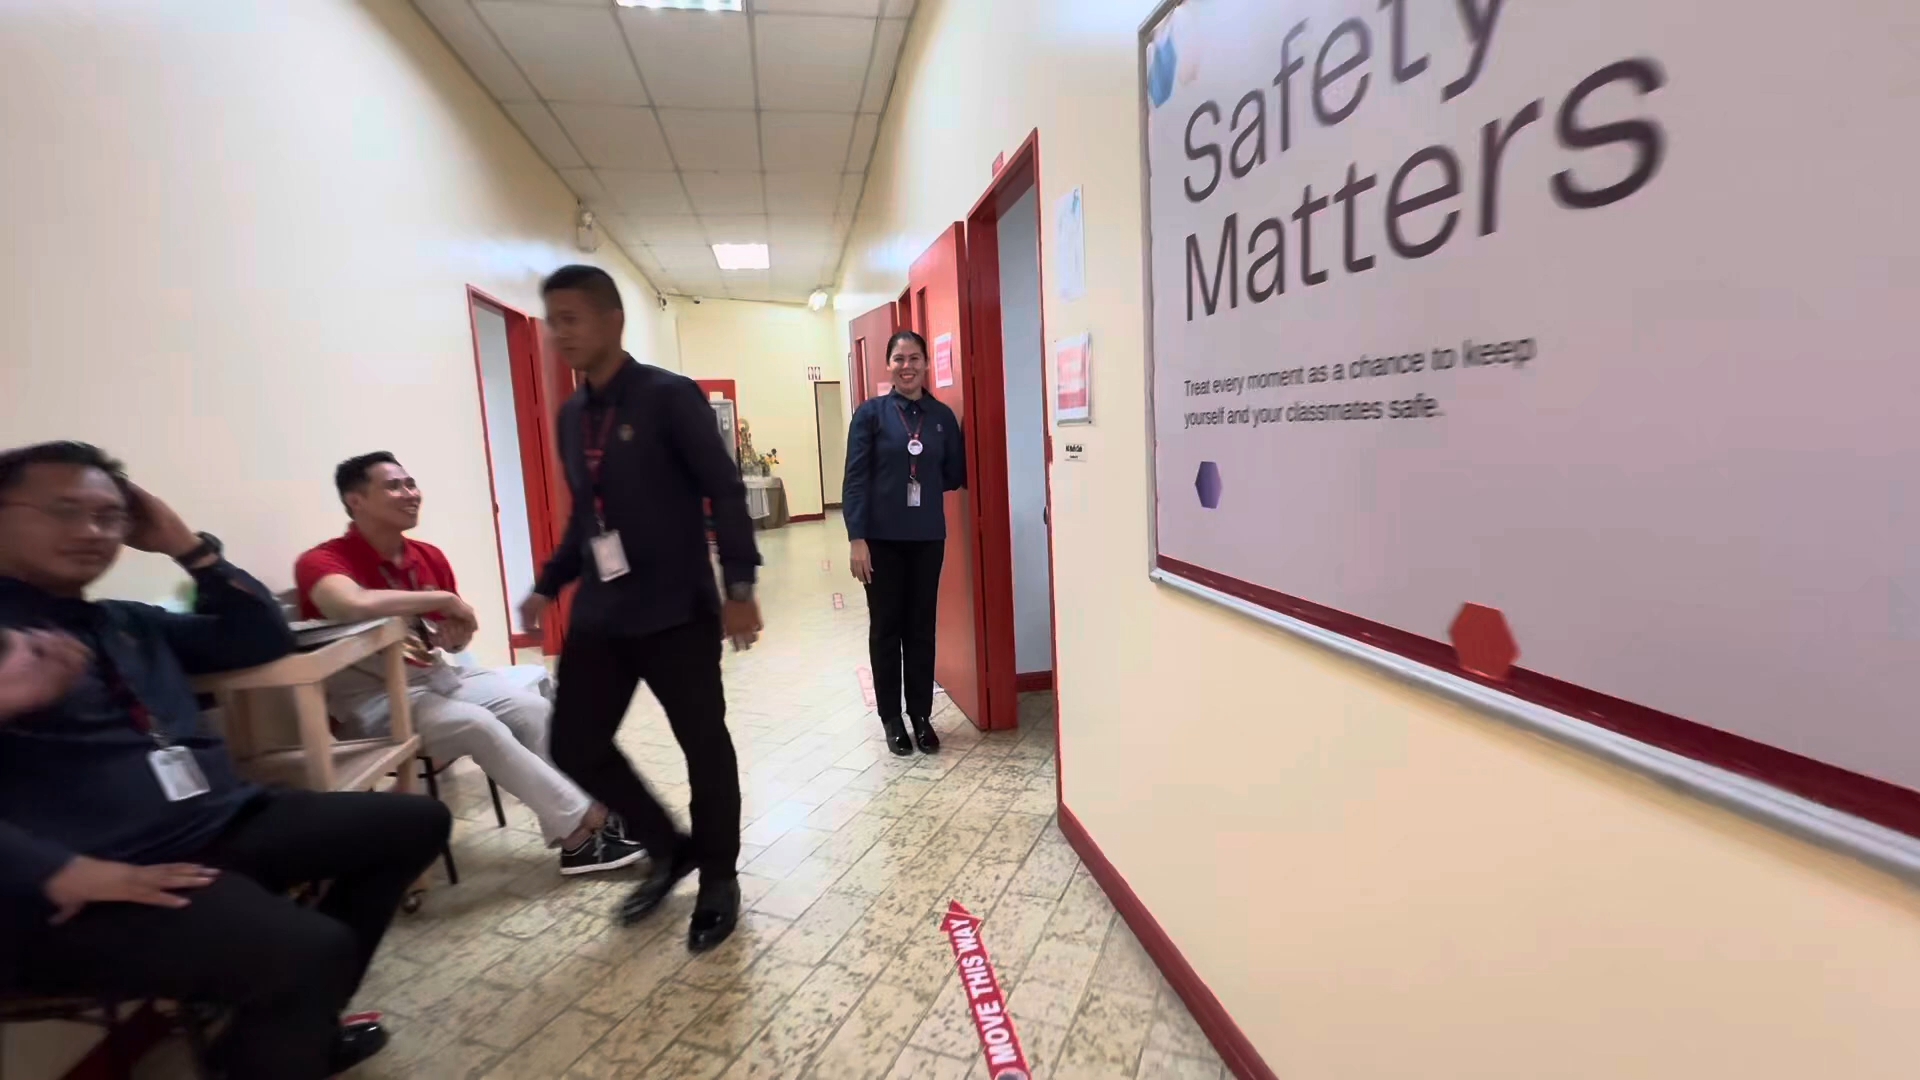 Safety
Matters
Treat every moment as a chance to keep
yourself and your classmates safe.
MOVE THIS WAY